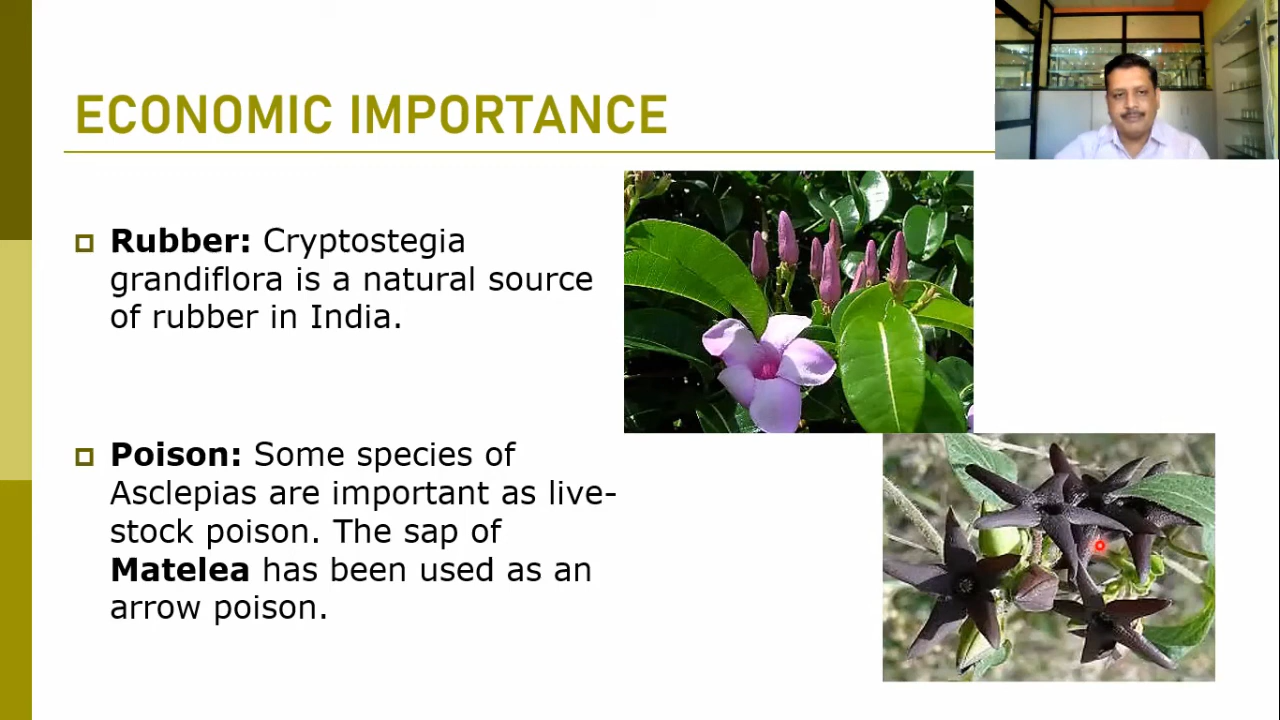 ECONOMIC IMPORTANCE
Rubber: Cryptostegia
grandiflora is a natural source
of rubber in India.
Poison: Some species of
Asclepias are important as live-
stock poison. The sap of
Matelea has been used as an
arrow poison.